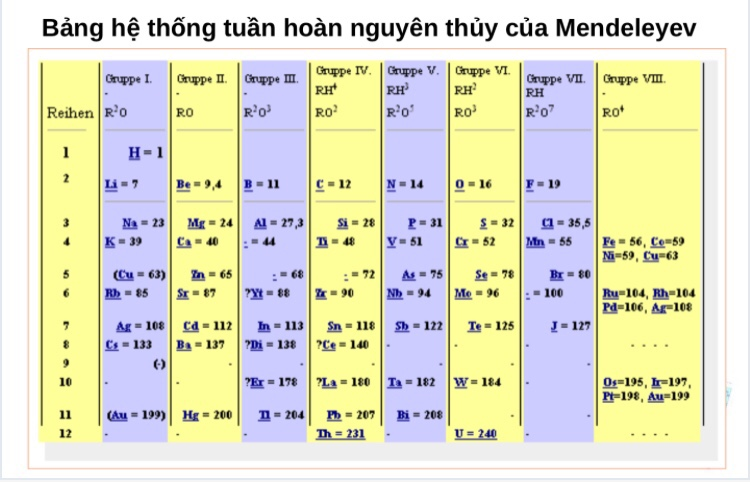 Bảng hệ thống tuần hoàn nguyên thủy của Mendeleyev
Reihen | Gruppe I. - R²O | Gruppe II. - RO | Gruppe III. - R²O³ | Gruppe IV. RH⁴ RO² | Gruppe V. RH³ R²O⁵ | Gruppe VI. RH² RO³ | Gruppe VII. RH R²O⁷ | Gruppe VIII. - RO⁴
1 H = 1
2 Li = 7 Be = 9,4 B = 11 C = 12 N = 14 O = 16 F = 19
3 Na = 23 Mg = 24 Al = 27,3 Si = 28 P = 31 S = 32 Cl = 35,5
4 K = 39 Ca = 40 - = 44 Ti = 48 V = 51 Cr = 52 Mn = 55 Fe = 56, Co=59
Ni=59, Cu=63
5 (Cu = 63) Zn = 65 - = 68 - = 72 As = 75 Se = 78 Br = 80
6 Rb = 85 Sr = 87 ?Yt = 88 Zr = 90 Nb = 94 Mo = 96 - = 100 Ru=104, Rh=104
Pd=106, Ag=108
7 Ag = 108 Cd = 112 In = 113 Sn = 118 Sb = 122 Te = 125 J = 127
8 Cs = 133 Ba = 137 ?Di = 138 ?Ce = 140 - - - - - - -
9 (-) - - - - - -
10 - - ?Er = 178 ?La = 180 Ta = 182 W = 184 - Os=195, Ir=197,
Pt=198, Au=199
11 (Au = 199) Hg = 200 Tl = 204 Pb = 207 Bi = 208 - -
12 - - - Th = 231 - U = 240 - - - - -